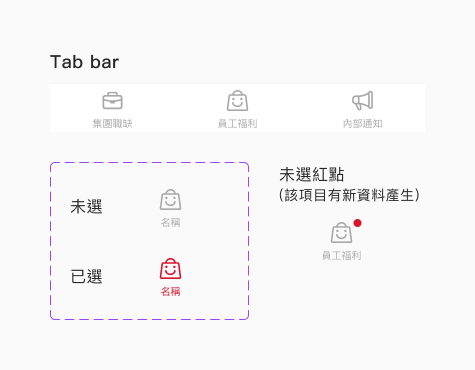 Tab bar
集團職缺
員工福利
內部通知
未選
名稱
已選
名稱
未選紅點
(該項目有新資料產生)
員工福利